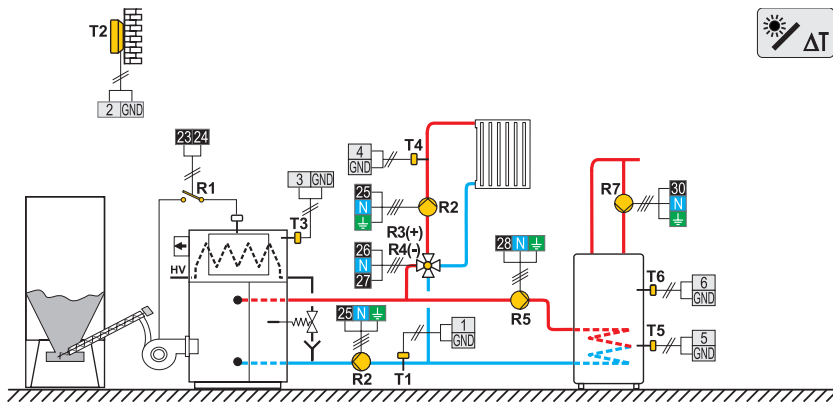 T2
ΔT
2 GND
23 24
R1
3 GND
T3
4
GND
T4
25
N
R2
R3(+)
R4(-)
26
N
27
R7
30
N
28 N
HV
R5
T6
6
GND
25 N
R2
T1
1
GND
T5
5
GND